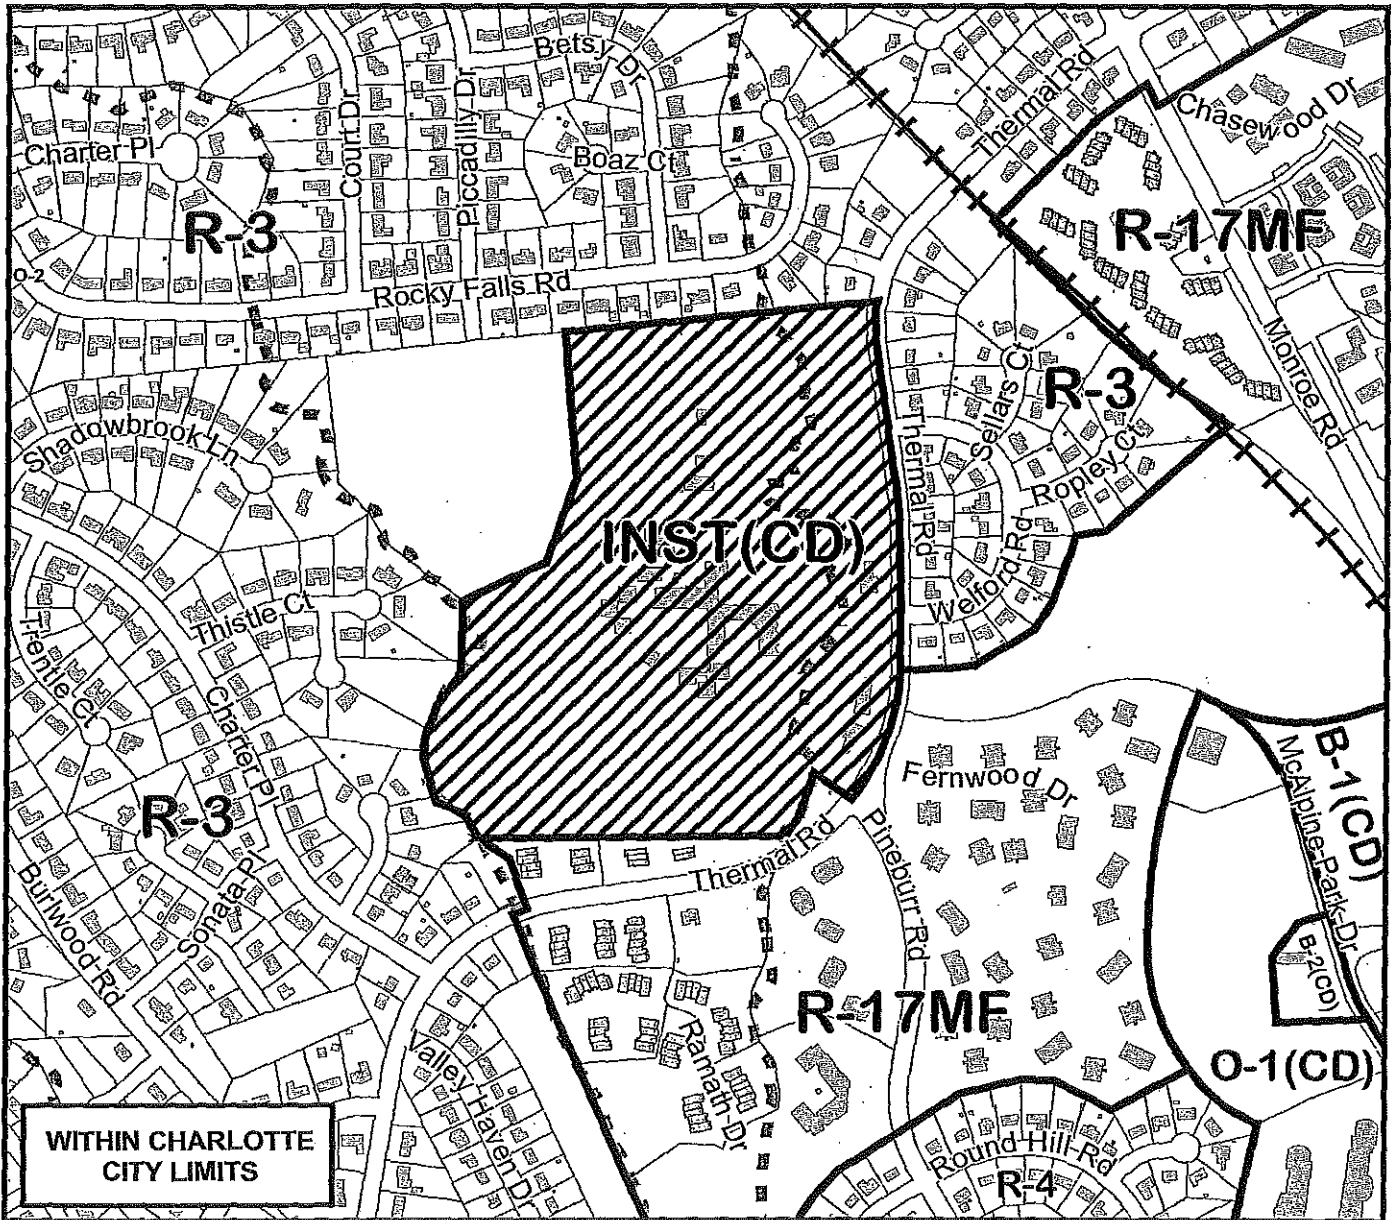 Betsy Dr
Thermal Rd
Chasewood Dr
Charter Pl
Court Dr
Piccadilly Dr
Boaz Ct
R-3
R-17MF
O-2
Rocky Falls Rd
Monroe Rd
Sellars Ct
R-3
Shadowbrook Ln
Thermal Rd
Ropley Ct
INST(CD)
Welford Rd
Thistle Ct
Trentle Ct
Charter Pl
B-1(CD)
McAlpine Park Dr
Fernwood Dr
R-3
Pineburr Rd
Thermal Rd
Burlwood Rd
Sonata Pl
B-2(CD)
R-17MF
Ramath Dr
Valley Haven Dr
O-1(CD)
WITHIN CHARLOTTE
CITY LIMITS
Round Hill Rd
R-4